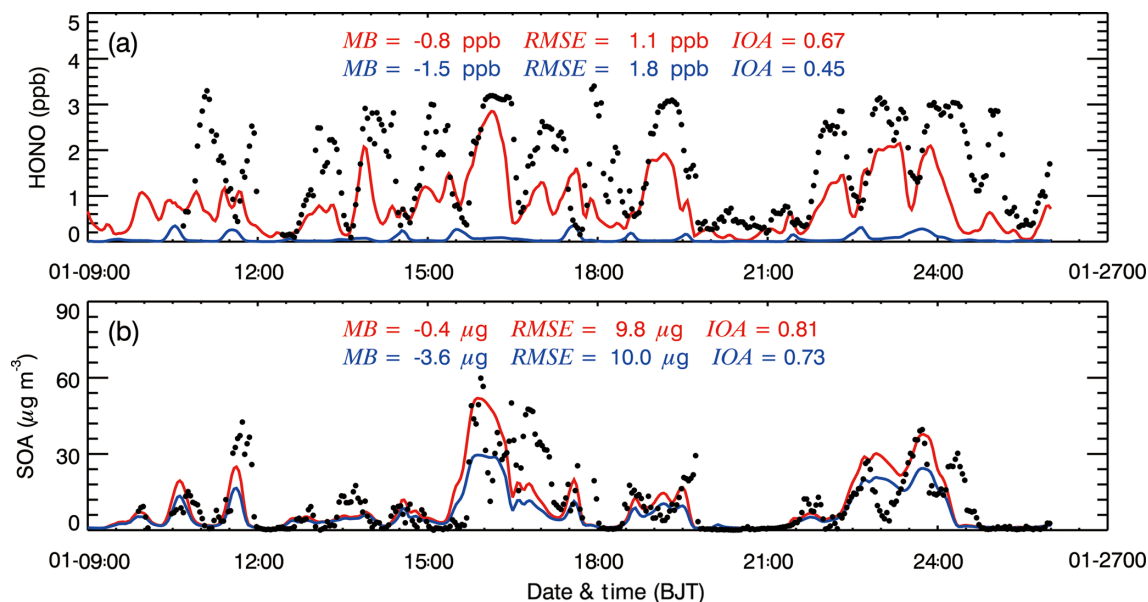 (a)
MB = -0.8 ppb RMSE = 1.1 ppb IOA = 0.67
MB = -1.5 ppb RMSE = 1.8 ppb IOA = 0.45
HONO (ppb)
5
4
3
2
1
0
01-09:00 12:00 15:00 18:00 21:00 24:00 01-2700
(b)
MB = -0.4 µg RMSE = 9.8 µg IOA = 0.81
MB = -3.6 µg RMSE = 10.0 µg IOA = 0.73
SOA (µg m-3)
90
60
30
0
01-09:00 12:00 15:00 18:00 21:00 24:00 01-2700
Date & time (BJT)